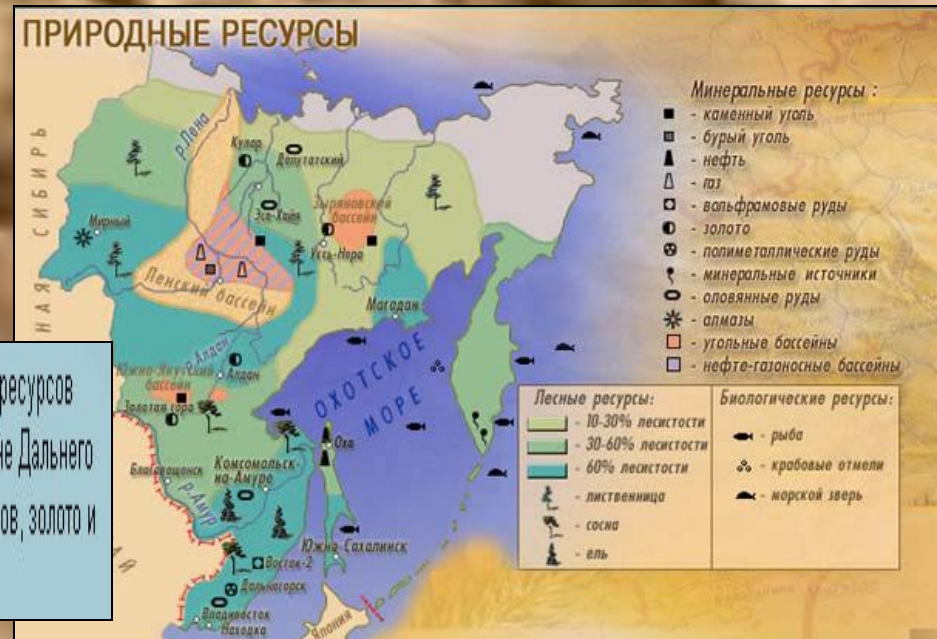 ПРИРОДНЫЕ РЕСУРСЫ
НАЯ СИБИРЬ
р.Лена
Кулар
Депутатский
Эсэ-Хайя
Зыряновский
бассейн
Усть-Нера
Мирный
Ленский бассейн
Магадан
р.Алдан
Алдан
Южно-Якутский
бассейн
Золотая гора
ОХОТСКОЕ
МОРЕ
Оха
Благовещенск
Комсомольск-
на-Амуре
р.Амур
Южно-Сахалинск
Восток-2
Дальнегорск
Владивосток
Находка
Япония
Минеральные ресурсы :
- каменный уголь
- бурый уголь
- нефть
- газ
- вольфрамовые руды
- золото
- полиметаллические руды
- минеральные источники
- оловянные руды
- алмазы
- угольные бассейны
- нефте-газоносные бассейны
Лесные ресурсы:
- 10-30% лесистости
- 30-60% лесистости
- 60% лесистости
- лиственница
- сосна
- ель
Биологические ресурсы:
- рыба
- крабовые отмели
- морской зверь
ресурсов
не Дальнего
ов, золото и